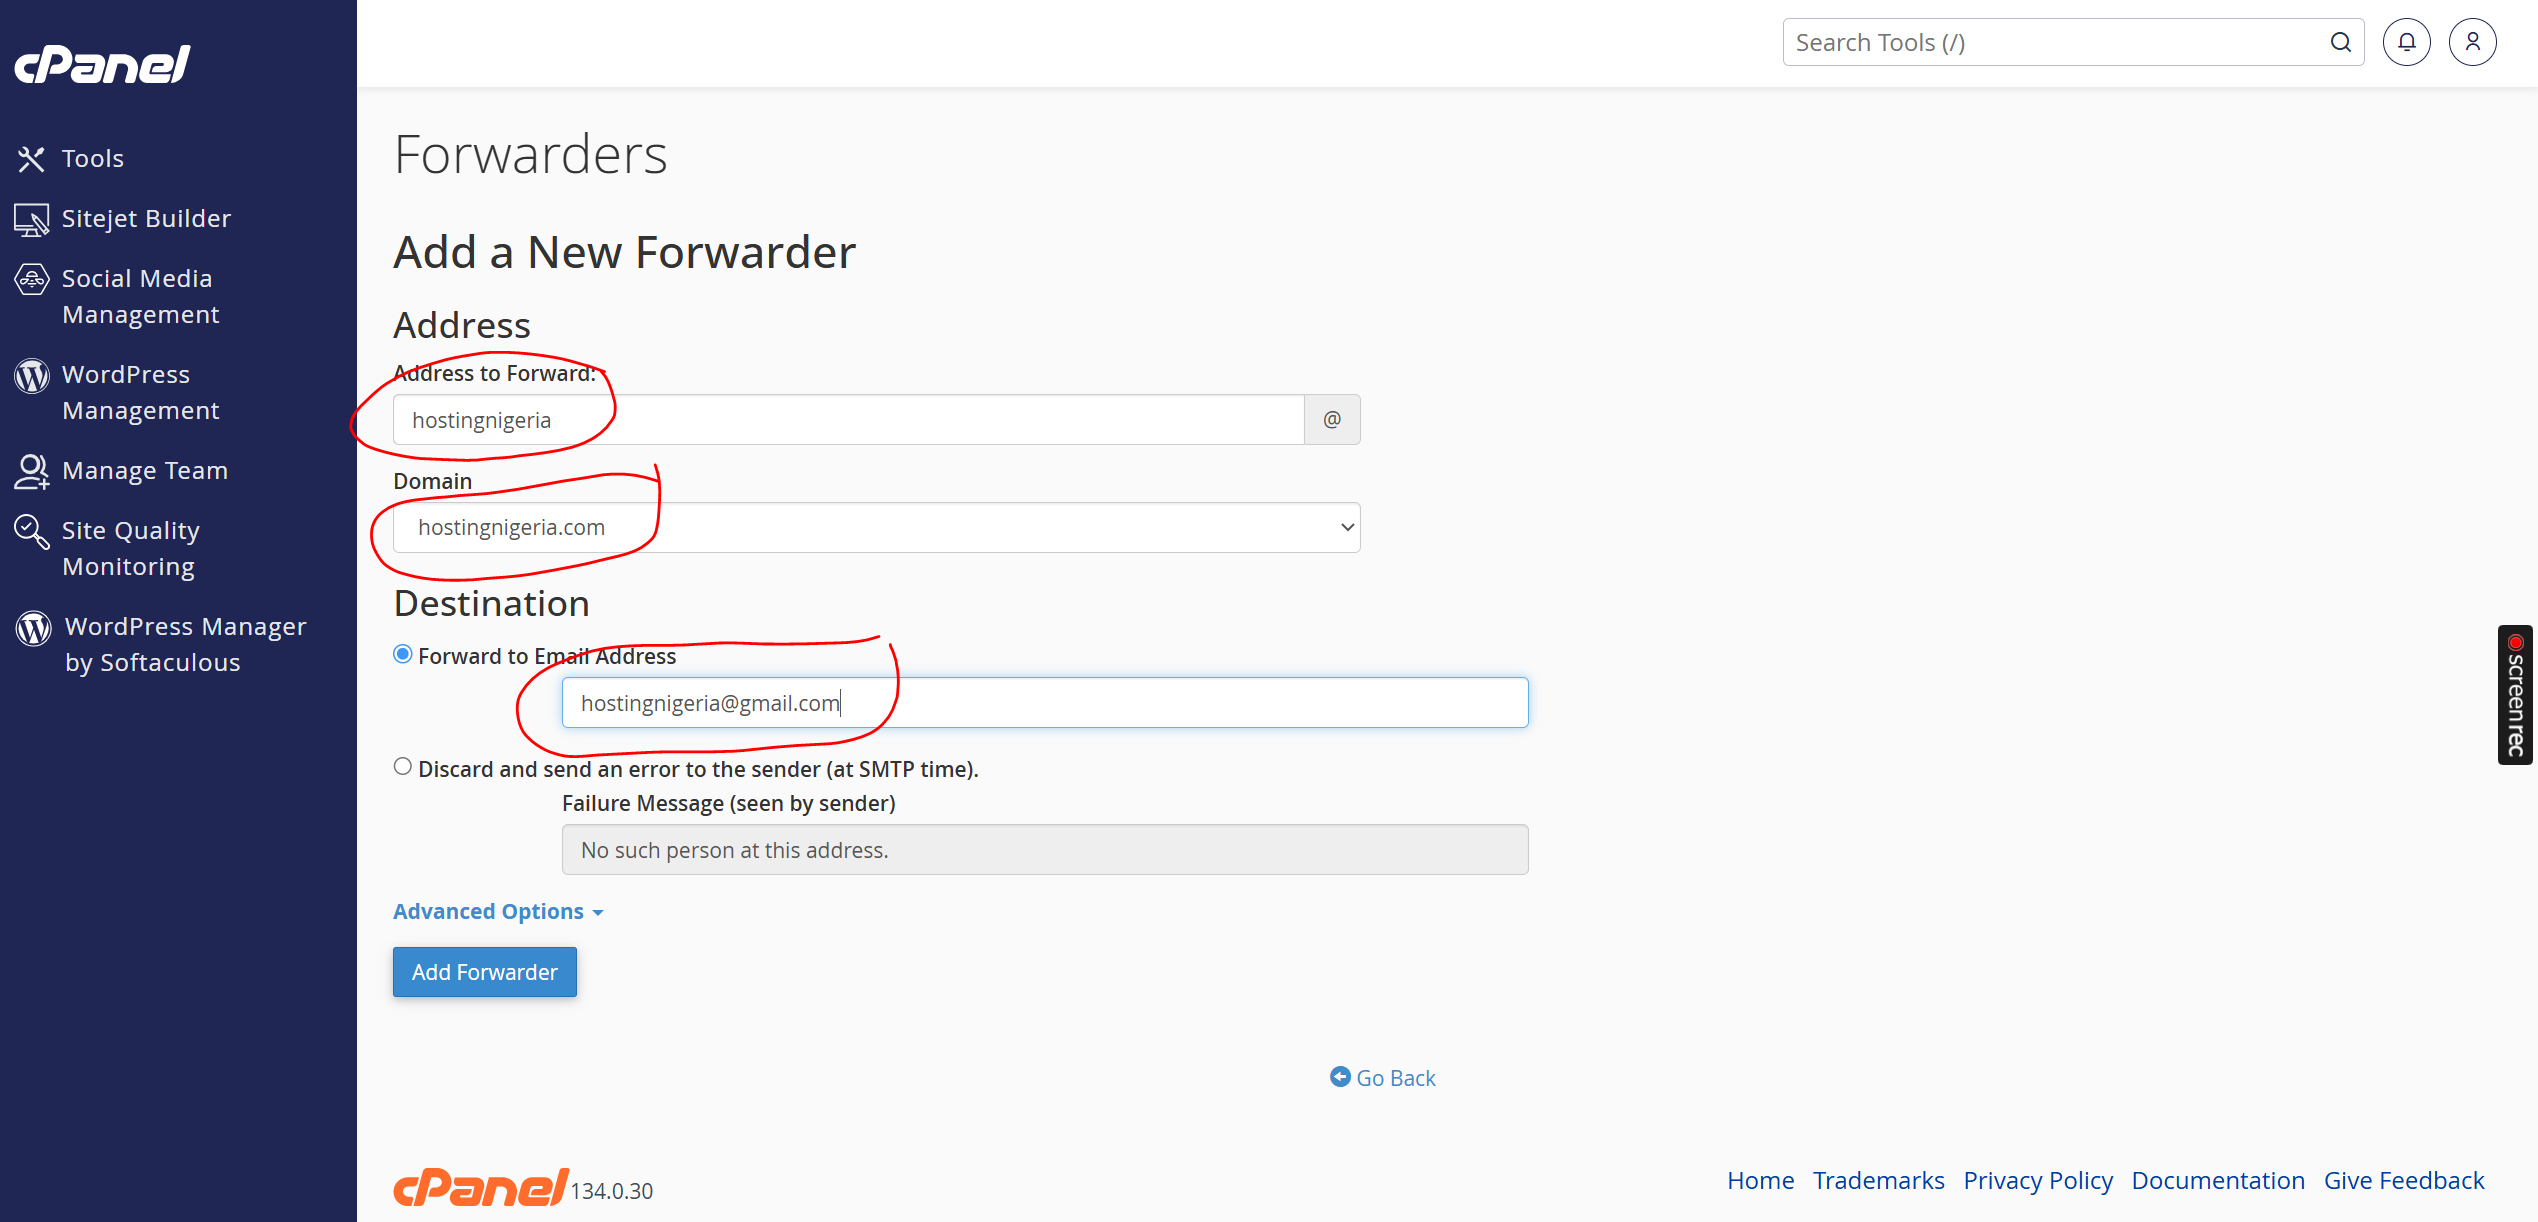 cPanel
Tools
Sitejet Builder
Social Media
Management
WordPress
Management
Manage Team
Site Quality
Monitoring
WordPress Manager
by Softaculous
Search Tools (/)
Forwarders
Add a New Forwarder
Address
Address to Forward:
hostingnigeria
@
Domain
hostingnigeria.com
Destination
Forward to Email Address
hostingnigeria@gmail.com
Discard and send an error to the sender (at SMTP time).
Failure Message (seen by sender)
No such person at this address.
Advanced Options
Add Forwarder
Go Back
screenrec
cPanel 134.0.30
Home Trademarks Privacy Policy Documentation Give Feedback